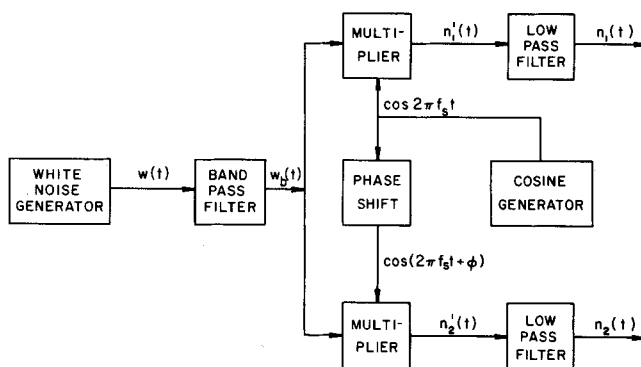 MULTI-
PLIER
n₁'(t)
LOW
PASS
FILTER
n₁(t)
cos 2πfₛt
WHITE
NOISE
GENERATOR
w(t)
BAND
PASS
FILTER
w_b(t)
PHASE
SHIFT
COSINE
GENERATOR
cos(2πfₛt+ϕ)
MULTI-
PLIER
n₂'(t)
LOW
PASS
FILTER
n₂(t)